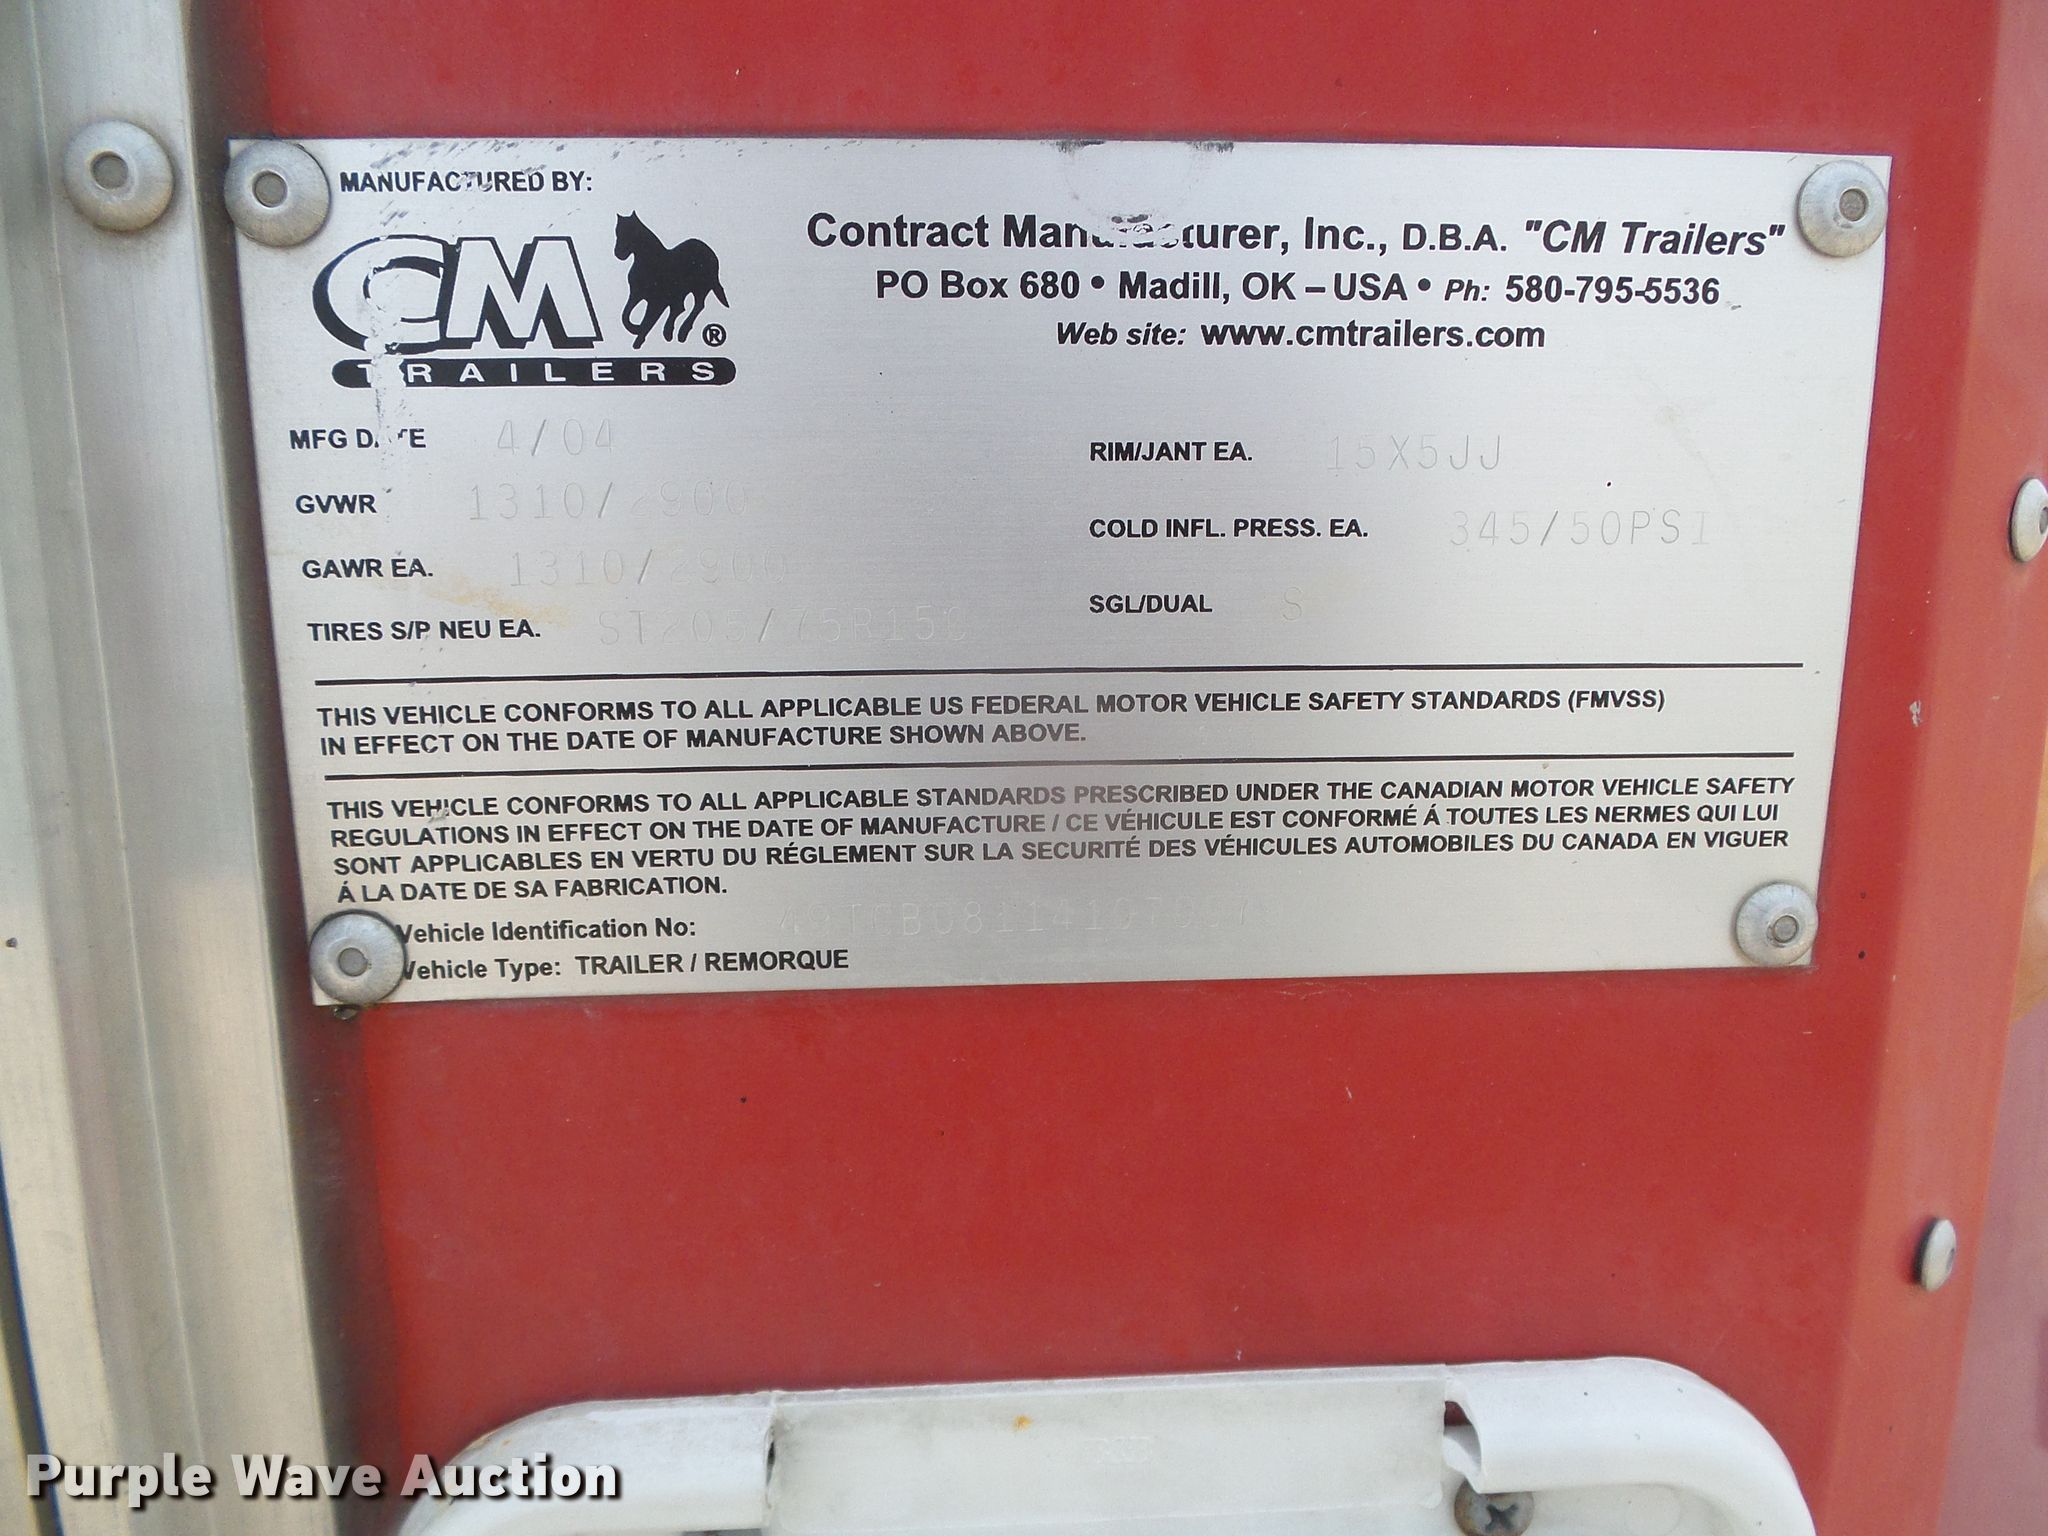 MANUFACTURED BY:
CM
TRAILERS
®
Contract Manufacturer, Inc., D.B.A. "CM Trailers"
PO Box 680 • Madill, OK – USA • Ph: 580-795-5536
Web site: www.cmtrailers.com
MFG DATE 4/04
GVWR 1310/2900
GAWR EA. 1310/2900
TIRES S/P NEU EA. ST205/75R15C
RIM/JANT EA. 15X5JJ
COLD INFL. PRESS. EA. 345/50PSI
SGL/DUAL S
THIS VEHICLE CONFORMS TO ALL APPLICABLE US FEDERAL MOTOR VEHICLE SAFETY STANDARDS (FMVSS)
IN EFFECT ON THE DATE OF MANUFACTURE SHOWN ABOVE.
THIS VEHICLE CONFORMS TO ALL APPLICABLE STANDARDS PRESCRIBED UNDER THE CANADIAN MOTOR VEHICLE SAFETY
REGULATIONS IN EFFECT ON THE DATE OF MANUFACTURE / CE VÉHICULE EST CONFORMÉ Á TOUTES LES NERMES QUI LUI
SONT APPLICABLES EN VERTU DU RÉGLEMENT SUR LA SECURITÉ DES VÉHICULES AUTOMOBILES DU CANADA EN VIGUER
Á LA DATE DE SA FABRICATION.
Vehicle Identification No:
Vehicle Type: TRAILER / REMORQUE
Purple Wave Auction